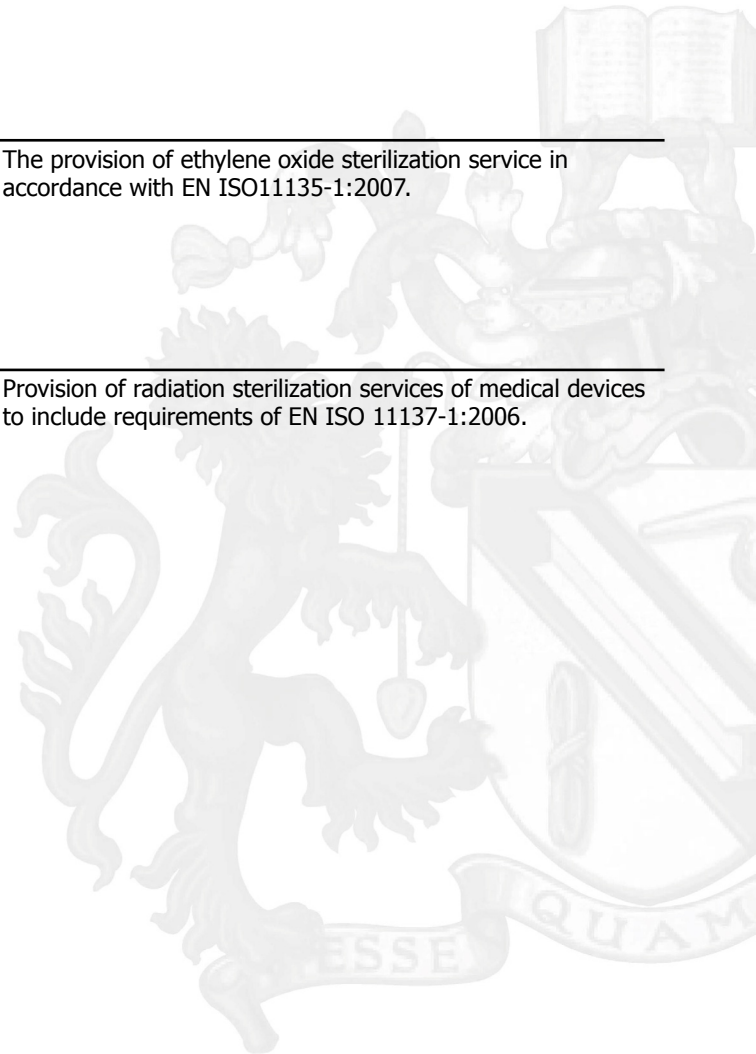 The provision of ethylene oxide sterilization service in
accordance with EN ISO11135-1:2007.
Provision of radiation sterilization services of medical devices
to include requirements of EN ISO 11137-1:2006.
ESSE
QUAM